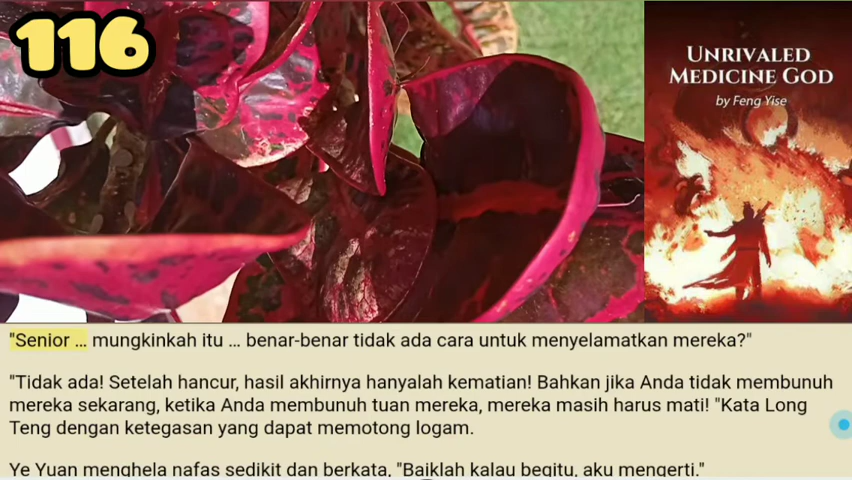 116
UNRIVALED
MEDICINE GOD
by Feng Yise
"Senior ... mungkinkah itu ... benar-benar tidak ada cara untuk menyelamatkan mereka?"
"Tidak ada! Setelah hancur, hasil akhirnya hanyalah kematian! Bahkan jika Anda tidak membunuh
mereka sekarang, ketika Anda membunuh tuan mereka, mereka masih harus mati! "Kata Long
Teng dengan ketegasan yang dapat memotong logam.
Ye Yuan menghela nafas sedikit dan berkata, "Baiklah kalau begitu, aku mengerti."